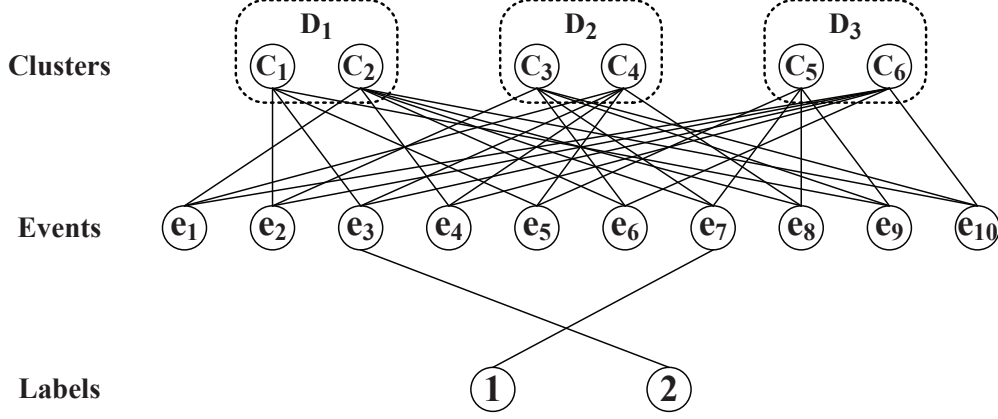 D1 D2 D3
Clusters C1 C2 C3 C4 C5 C6
Events e1 e2 e3 e4 e5 e6 e7 e8 e9 e10
Labels 1 2